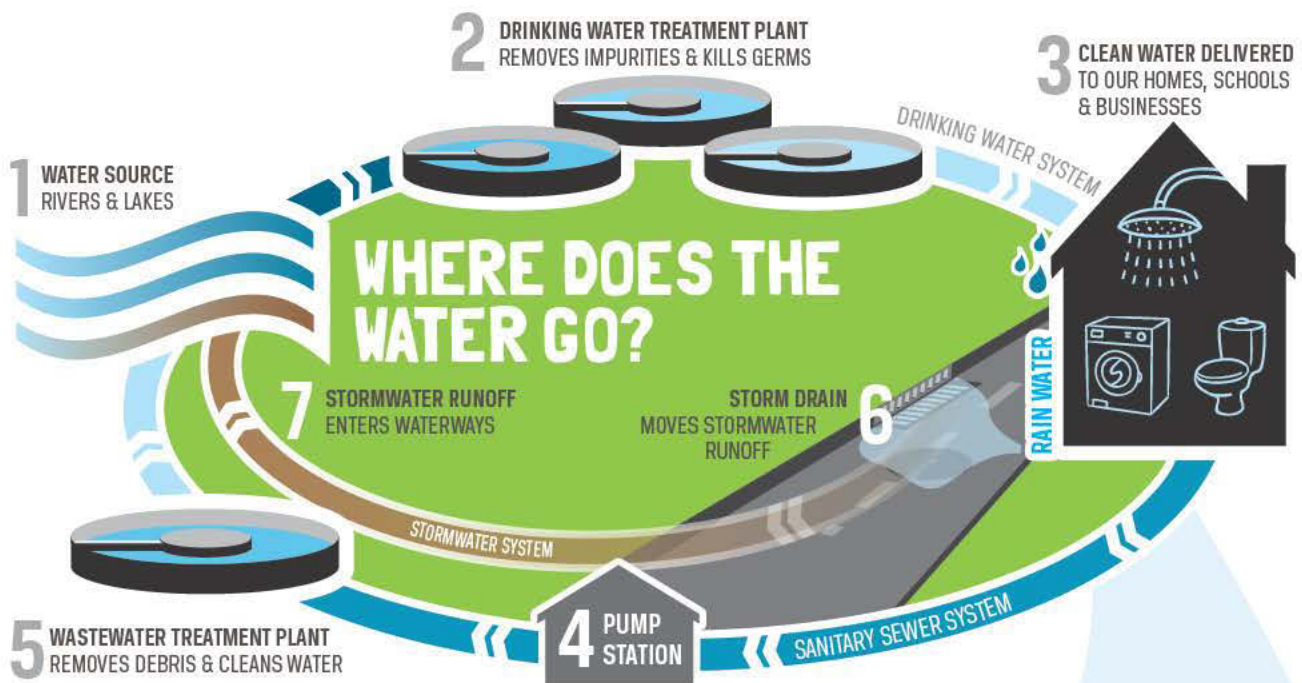 2 DRINKING WATER TREATMENT PLANT
REMOVES IMPURITIES & KILLS GERMS
3 CLEAN WATER DELIVERED
TO OUR HOMES, SCHOOLS
& BUSINESSES
DRINKING WATER SYSTEM
1 WATER SOURCE
RIVERS & LAKES
WHERE DOES THE
WATER GO?
7 STORMWATER RUNOFF
ENTERS WATERWAYS
STORM DRAIN 6
MOVES STORMWATER
RUNOFF
RAIN WATER
STORMWATER SYSTEM
4 PUMP
STATION
SANITARY SEWER SYSTEM
5 WASTEWATER TREATMENT PLANT
REMOVES DEBRIS & CLEANS WATER